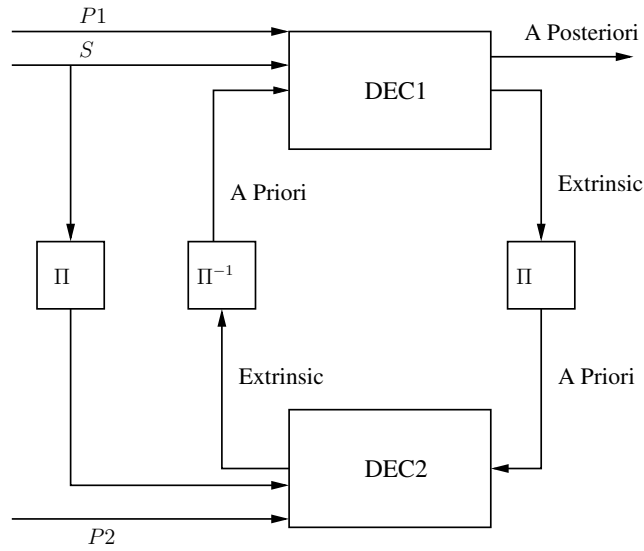 P1
A Posteriori
S
DEC1
A Priori
Extrinsic
Π
Π⁻¹
Π
Extrinsic
A Priori
DEC2
P2